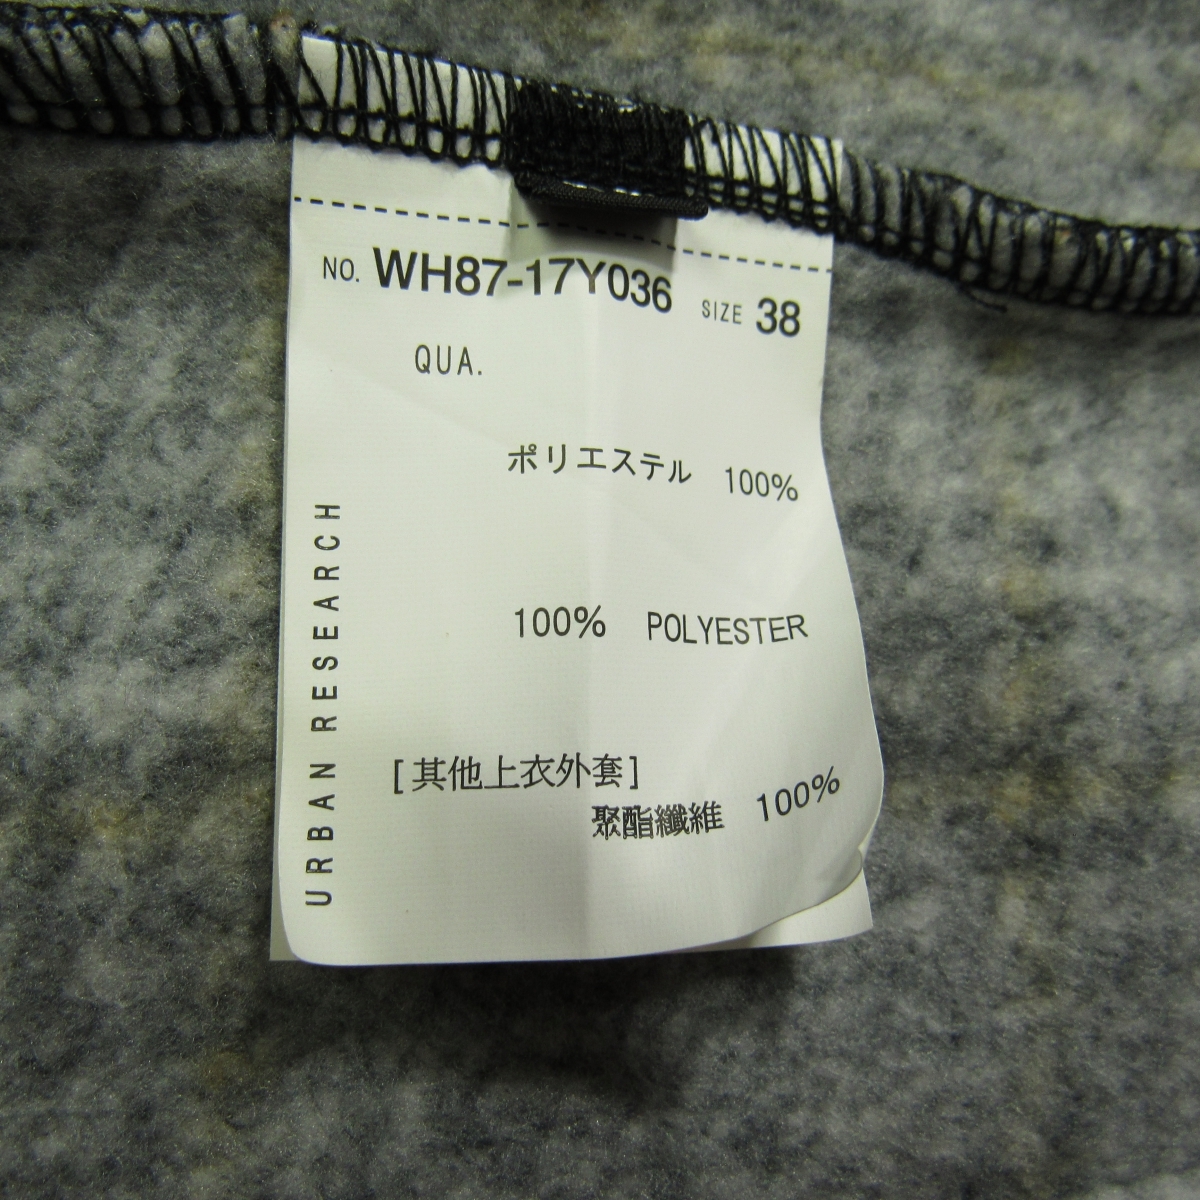 NO. WH87-17Y036 SIZE 38
QUA.
ポリエステル 100%
100% POLYESTER
[其他上衣外套]
聚酯纖維 100%
URBAN RESEARCH